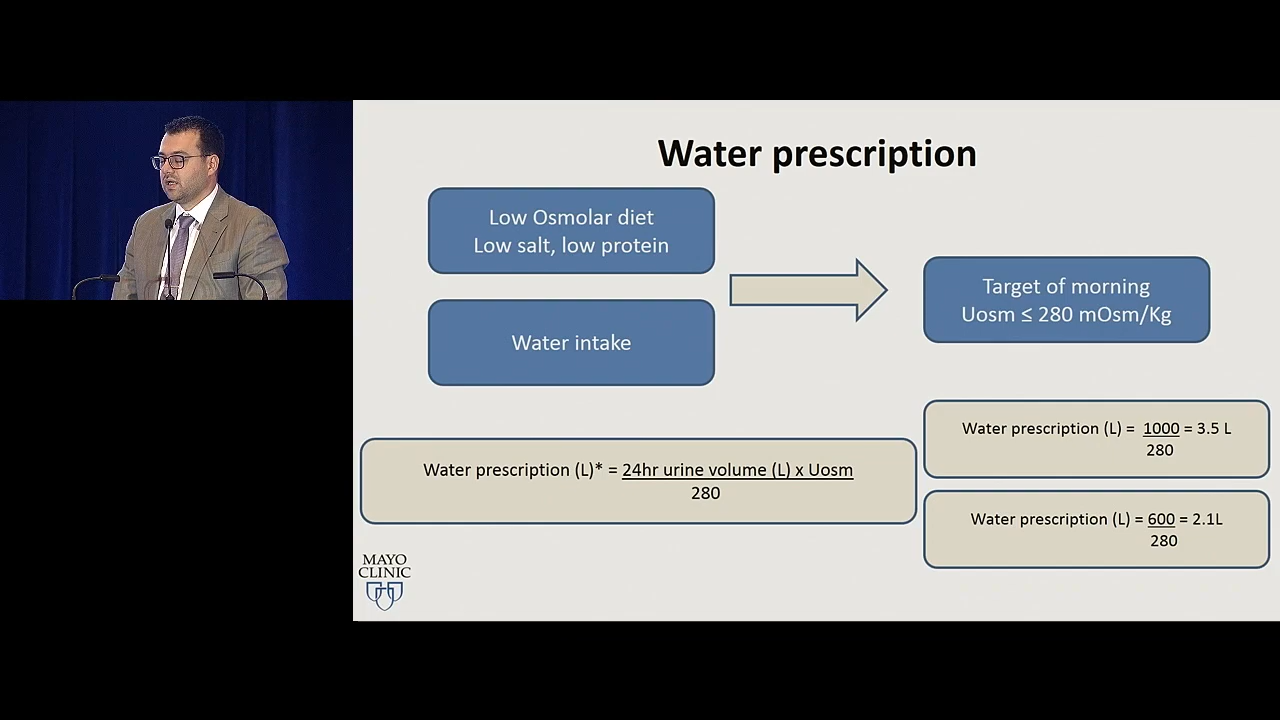 Water prescription
Low Osmolar diet
Low salt, low protein
Water intake
Target of morning
Uosm ≤ 280 mOsm/Kg
Water prescription (L)* = 24hr urine volume (L) x Uosm
280
Water prescription (L) = 1000 = 3.5 L
280
Water prescription (L) = 600 = 2.1L
280
MAYO
CLINIC